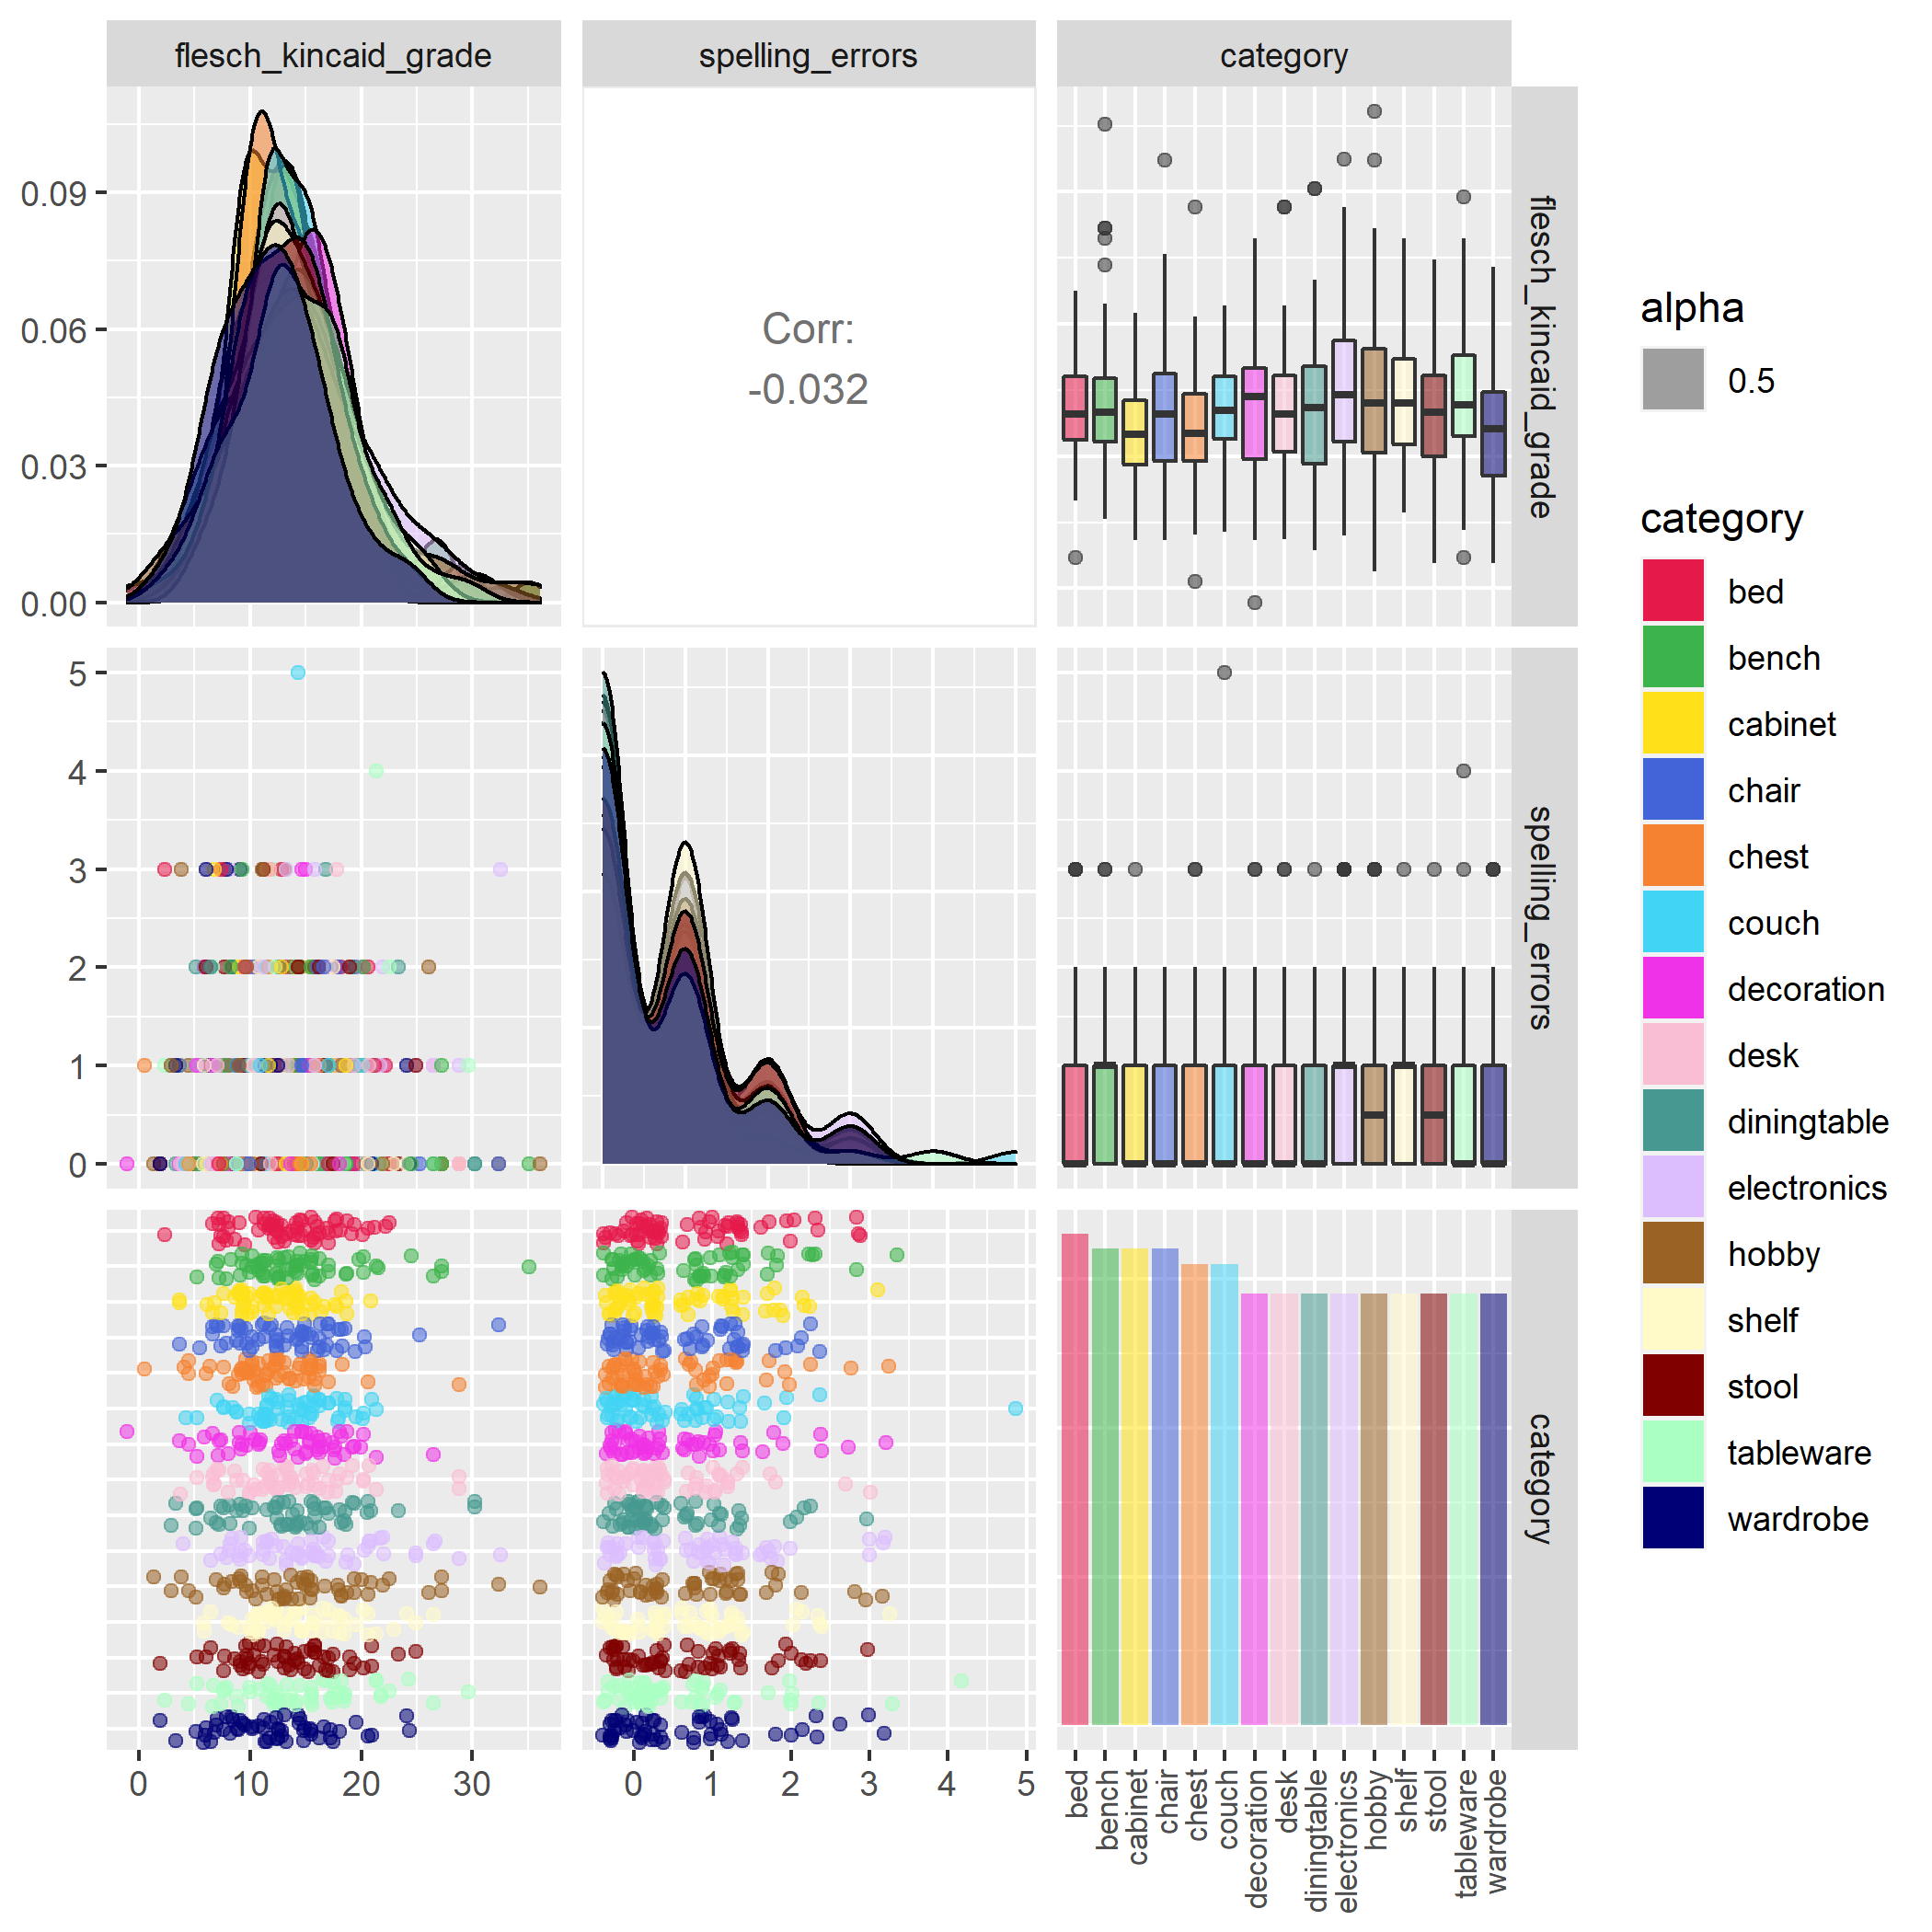 flesch_kincaid_grade
spelling_errors
category
0.09
0.06
0.03
0.00
Corr:
-0.032
flesch_kincaid_grade
5
4
3
2
1
0
spelling_errors
category
0
10
20
30
0
1
2
3
4
5
bed
bench
cabinet
chair
chest
couch
decoration
desk
diningtable
electronics
hobby
shelf
stool
tableware
wardrobe
alpha
0.5
category
bed
bench
cabinet
chair
chest
couch
decoration
desk
diningtable
electronics
hobby
shelf
stool
tableware
wardrobe